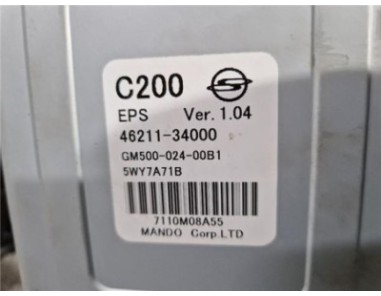 C200
EPS Ver. 1.04
46211-34000
GM500-024-00B1
5WY7A71B
7110M08A55
MANDO Corp.LTD